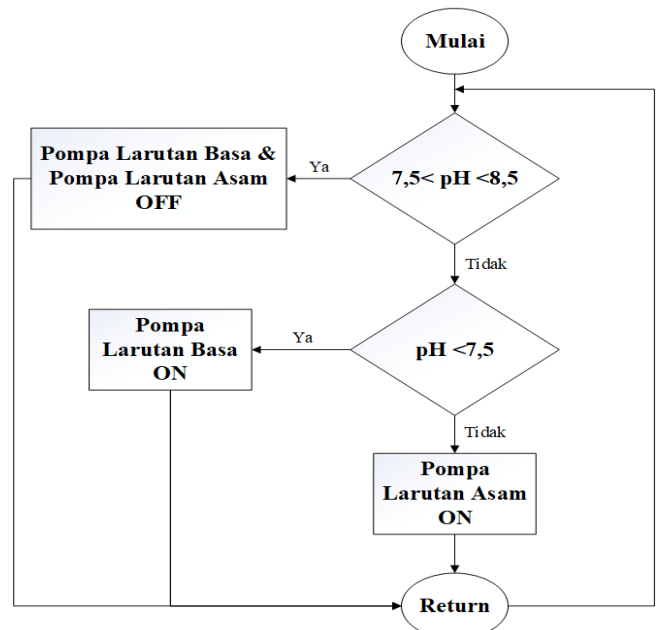 Mulai
7,5< pH <8,5
Ya
Pompa Larutan Basa &
Pompa Larutan Asam
OFF
Tidak
pH <7,5
Ya
Pompa
Larutan Basa
ON
Tidak
Pompa
Larutan Asam
ON
Return